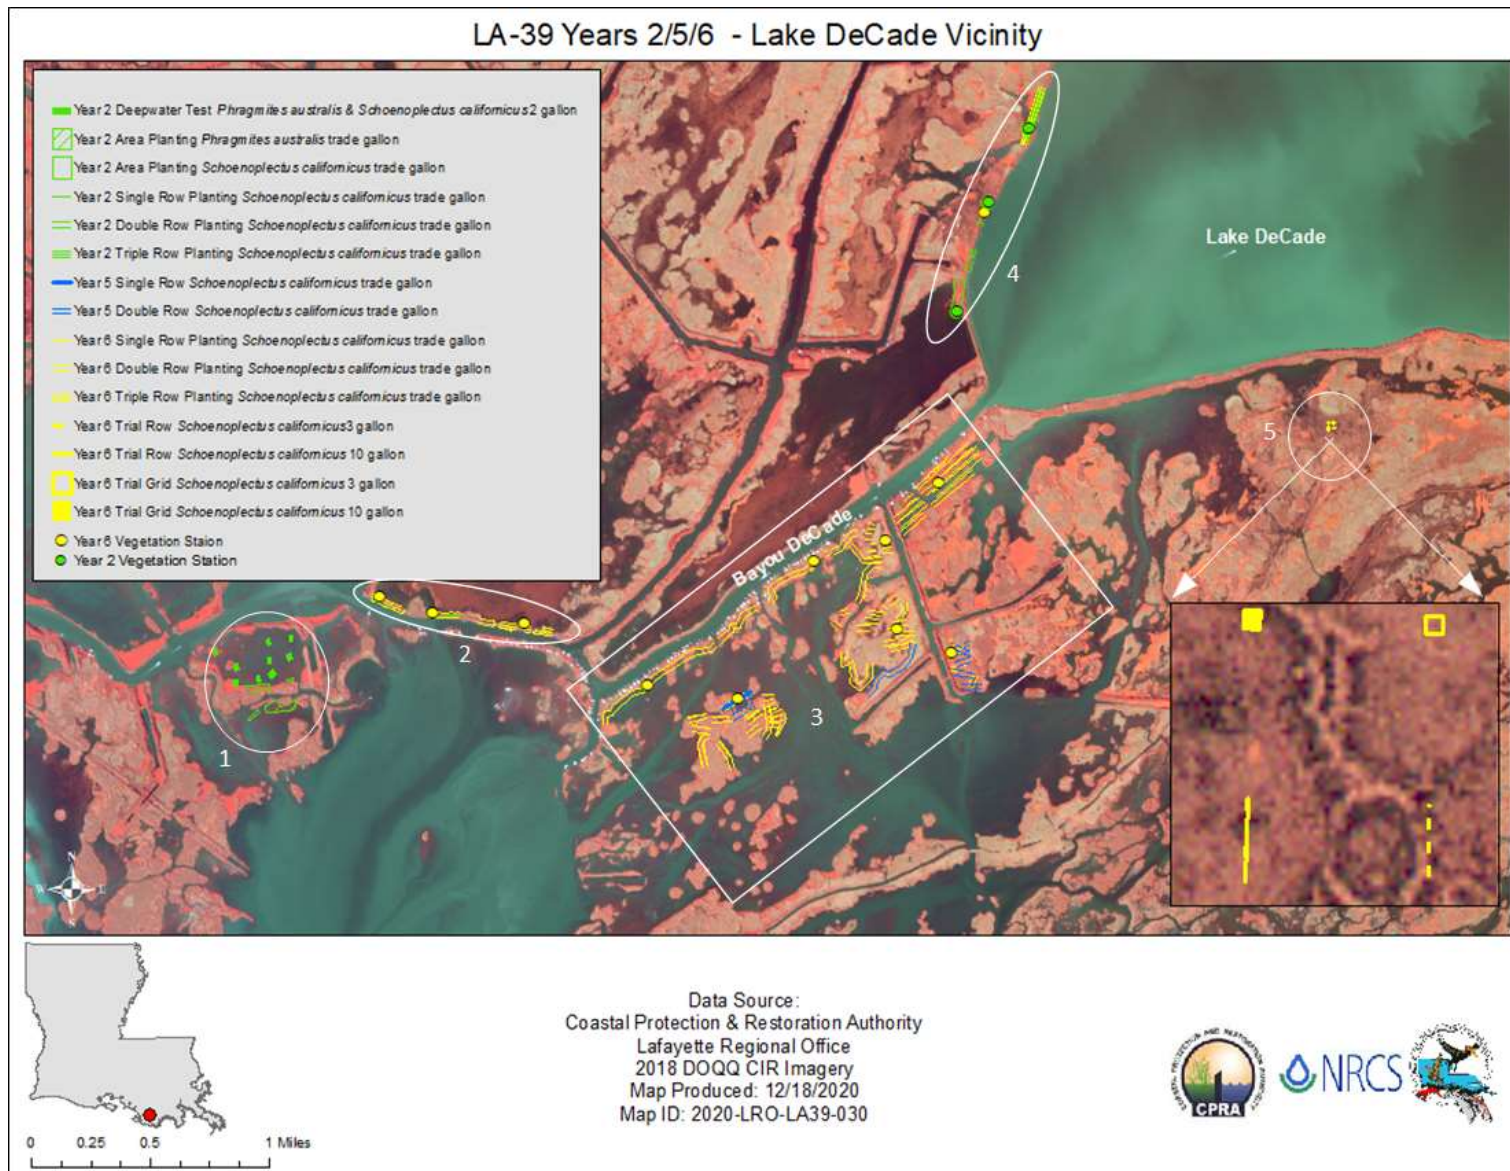 LA-39 Years 2/5/6 - Lake DeCade Vicinity
Year 2 Deepwater Test Phragmites australis & Schoenoplectus californicus 2 gallon
Year 2 Area Planting Phragmites australis trade gallon
Year 2 Area Planting Schoenoplectus californicus trade gallon
Year 2 Single Row Planting Schoenoplectus californicus trade gallon
Year 2 Double Row Planting Schoenoplectus californicus trade gallon
Year 2 Triple Row Planting Schoenoplectus californicus trade gallon
Year 5 Single Row Schoenoplectus californicus trade gallon
Year 5 Double Row Schoenoplectus californicus trade gallon
Year 6 Single Row Planting Schoenoplectus californicus trade gallon
Year 6 Double Row Planting Schoenoplectus californicus trade gallon
Year 6 Triple Row Planting Schoenoplectus californicus trade gallon
Year 6 Trial Row Schoenoplectus californicus 3 gallon
Year 6 Trial Row Schoenoplectus californicus 10 gallon
Year 6 Trial Grid Schoenoplectus californicus 3 gallon
Year 6 Trial Grid Schoenoplectus californicus 10 gallon
Year 6 Vegetation Staion
Year 2 Vegetation Station
Lake DeCade
4
5
Bayou DeCade
2
3
1
N
W E
S
Data Source:
Coastal Protection & Restoration Authority
Lafayette Regional Office
2018 DOQQ CIR Imagery
Map Produced: 12/18/2020
Map ID: 2020-LRO-LA39-030
0 0.25 0.5 1 Miles
COASTAL PROTECTION AND RESTORATION AUTHORITY
CPRA
NRCS